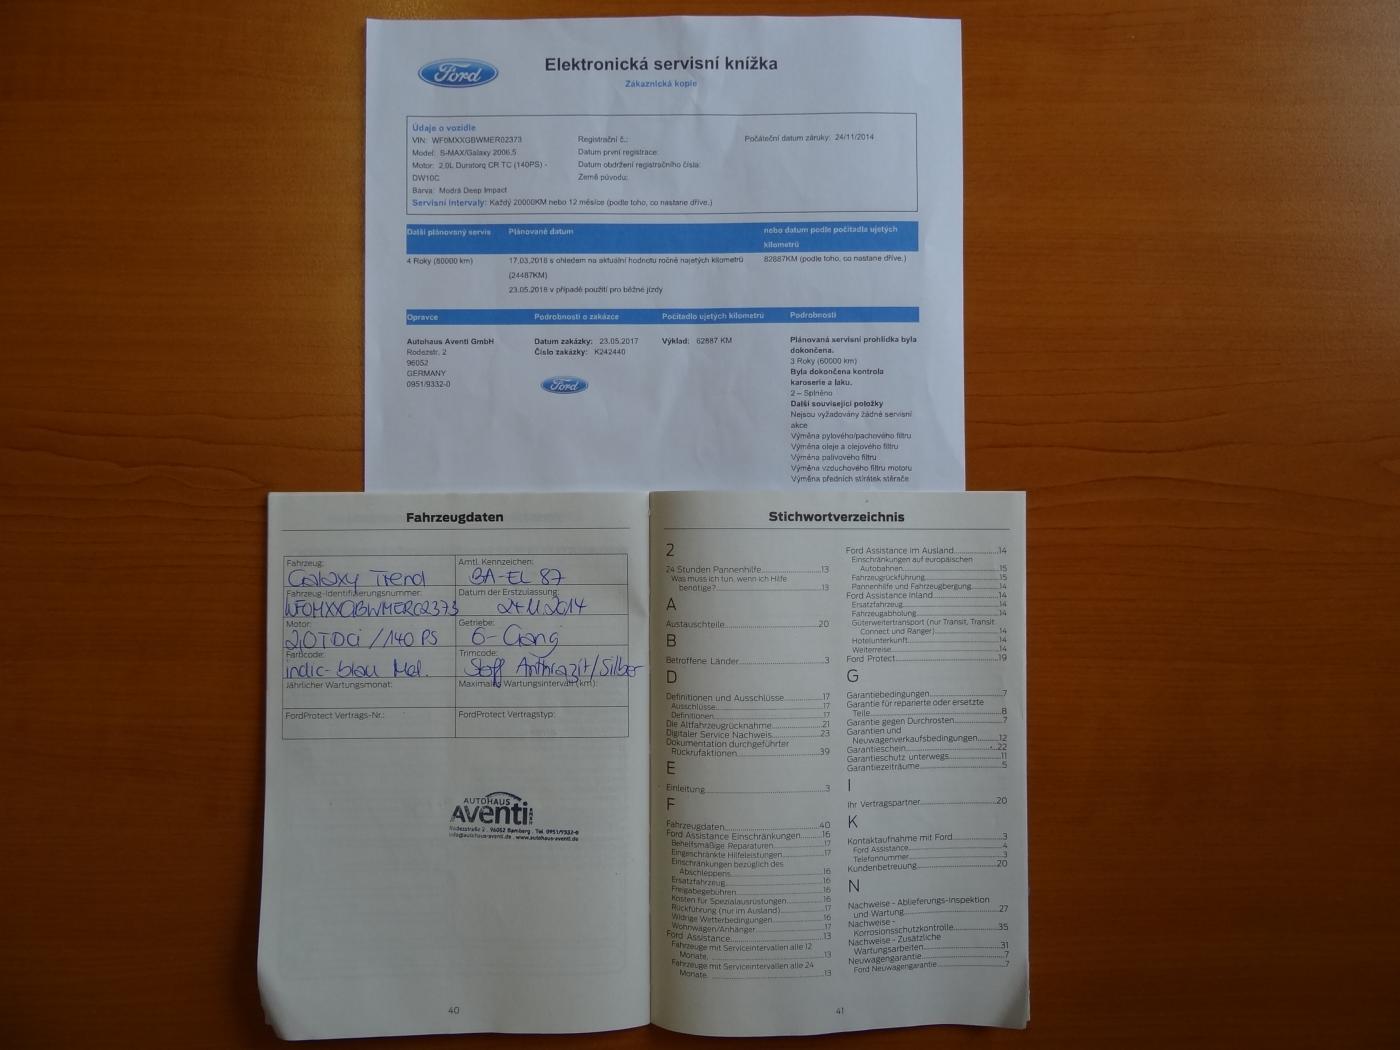 Ford
Elektronická servisní knížka
Zákaznická kopie
Údaje o vozidle
VIN: WF0MXXGBWMER02373
Model: S-MAX/Galaxy 2006.5
Motor: 2.0L Duratorq CR TC (140PS) -
DW10C
Barva: Modrá Deep Impact
Registrační č.:
Datum první registrace:
Datum obdržení registračního čísla:
Země původu:
Počáteční datum záruky: 24/11/2014
Servisní intervaly: Každý 20000KM nebo 12 měsíce (podle toho, co nastane dříve.)
Další plánovaný servis
Plánované datum
nebo datum podle počítadla ujetých
kilometrů
4 Roky (80000 km)
17.03.2018 s ohledem na aktuální hodnotu ročně najetých kilometrů
(24487KM)
23.05.2018 v případě použití pro běžné jízdy
82887KM (podle toho, co nastane dříve.)
Opravce
Podrobnosti o zakázce
Počítadlo ujetých kilometrů
Podrobnosti
Autohaus Aventi GmbH
Rodezstr. 2
96052
GERMANY
0951/9332-0
Datum zakázky: 23.05.2017
Číslo zakázky: K242440
Ford
Výklad: 62887 KM
Plánovaná servisní prohlídka byla
dokončena.
3 Roky (60000 km)
Byla dokončena kontrola
karoserie a laku.
2 – Splněno
Další související položky
Nejsou vyžadovány žádné servisní
akce
Výměna pylového/pachového filtru
Výměna oleje a olejového filtru
Výměna palivového filtru
Výměna vzduchového filtru motoru
Výměna předních stírátek stěrače
Fahrzeugdaten
Fahrzeug:
Galaxy Trend
Amtl. Kennzeichen:
BA-EL 87
Fahrzeug-Identifizierungsnummer:
WF0MXXGBWMER02373
Datum der Erstzulassung:
24.11.2014
Motor:
2,0 TDCi / 140 PS
Getriebe:
6-Gang
Farbcode:
indic-blau Met.
Trimcode:
Stoff Anthrazit/Silber
Jährlicher Wartungsmonat:
Maximales Wartungsintervall (km):
FordProtect Vertrags-Nr.:
FordProtect Vertragstyp:
AUTOHAUS
Aventi
Rodezstraße 2 . 96052 Bamberg . Tel. 0951/9332-0
info@autohaus-aventi.de . www.autohaus-aventi.de
40
Stichwortverzeichnis
2
24 Stunden Pannenhilfe 13
Was muss ich tun, wenn ich Hilfe
benötige? 13
A
Austauschteile 20
B
Betroffene Länder 3
D
Definitionen und Ausschlüsse 17
Ausschlüsse 17
Definitionen 17
Die Altfahrzeugrücknahme 21
Digitaler Service Nachweis 23
Dokumentation durchgeführter
Rückrufaktionen 39
E
Einleitung 3
F
Fahrzeugdaten 40
Ford Assistance Einschränkungen 16
Behelfsmäßige Reparaturen 17
Eingeschränkte Hilfeleistungen 17
Einschränkungen bezüglich des
Abschleppens 16
Ersatzfahrzeug 16
Freigabegebühren 16
Kosten für Spezialausrüstungen 16
Rückführung (nur im Ausland) 17
Widrige Wetterbedingungen 16
Wohnwagen/Anhänger 17
Ford Assistance 13
Fahrzeuge mit Serviceintervallen alle 12
Monate 13
Fahrzeuge mit Serviceintervallen alle 24
Monate 13
Ford Assistance im Ausland 14
Einschränkungen auf europäischen
Autobahnen 15
Fahrzeugrückführung 15
Pannenhilfe und Fahrzeugbergung 14
Ford Assistance Inland 14
Ersatzfahrzeug 14
Fahrzeugabholung 14
Güterweitertransport (nur Transit, Transit
Connect und Ranger) 14
Hotelunterkunft 14
Weiterreise 14
Ford Protect 19
G
Garantiebedingungen 7
Garantie für reparierte oder ersetzte
Teile 8
Garantie gegen Durchrosten 7
Garantien und
Neuwagenverkaufsbedingungen 12
Garantieschein 22
Garantieschutz unterwegs 11
Garantiezeiträume 5
I
Ihr Vertragspartner 20
K
Kontaktaufnahme mit Ford 3
Ford Assistance 4
Telefonnummer 3
Kundenbetreuung 20
N
Nachweise - Ablieferungs-Inspektion
und Wartung 27
Nachweise -
Korrosionsschutzkontrolle 35
Nachweise - Zusätzliche
Wartungsarbeiten 31
Neuwagengarantie 7
Ford Neuwagengarantie 7
41